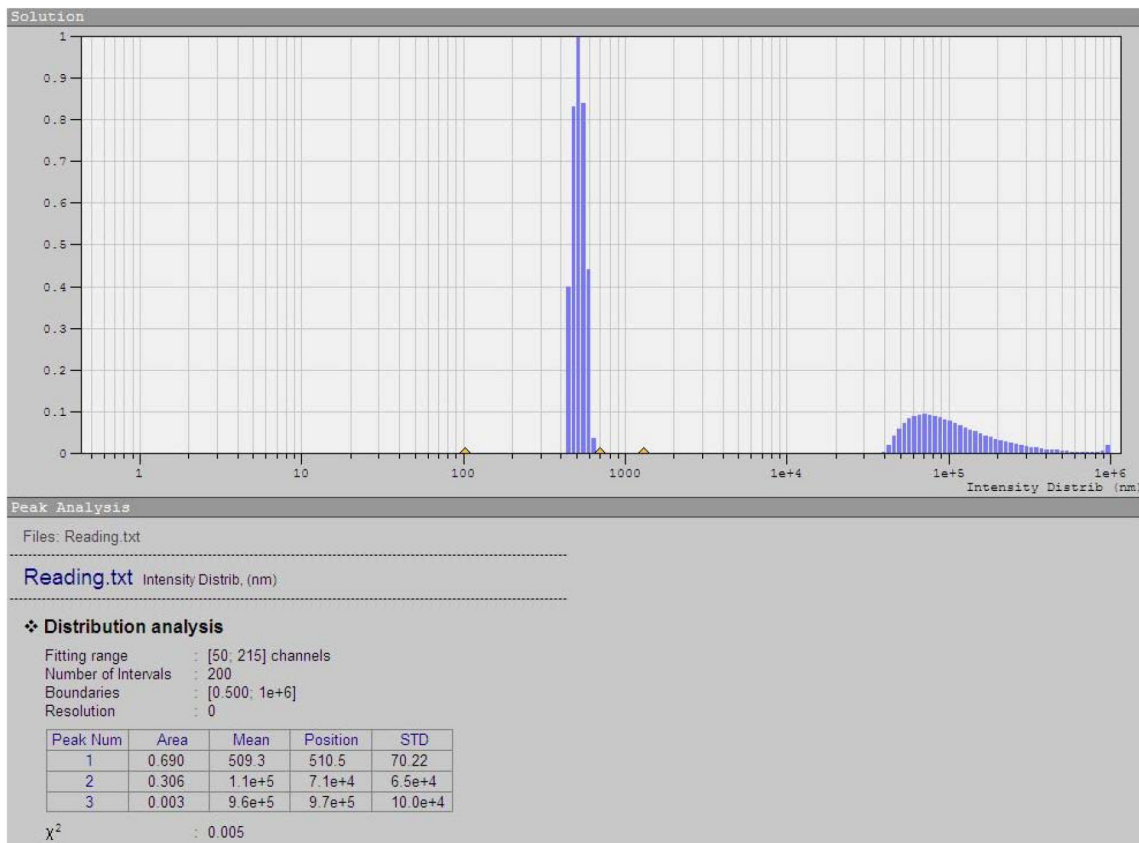 Solution
1
0.9
0.8
0.7
0.6
0.5
0.4
0.3
0.2
0.1
0
1 10 100 1000 1e+4 1e+5 1e+6
Intensity Distrib (nm)
Peak Analysis
Files: Reading.txt
Reading.txt Intensity Distrib, (nm)
❖ Distribution analysis
Fitting range : [50; 215] channels
Number of Intervals : 200
Boundaries : [0.500; 1e+6]
Resolution : 0
Peak Num Area Mean Position STD
1 0.690 509.3 510.5 70.22
2 0.306 1.1e+5 7.1e+4 6.5e+4
3 0.003 9.6e+5 9.7e+5 10.0e+4
χ² : 0.005